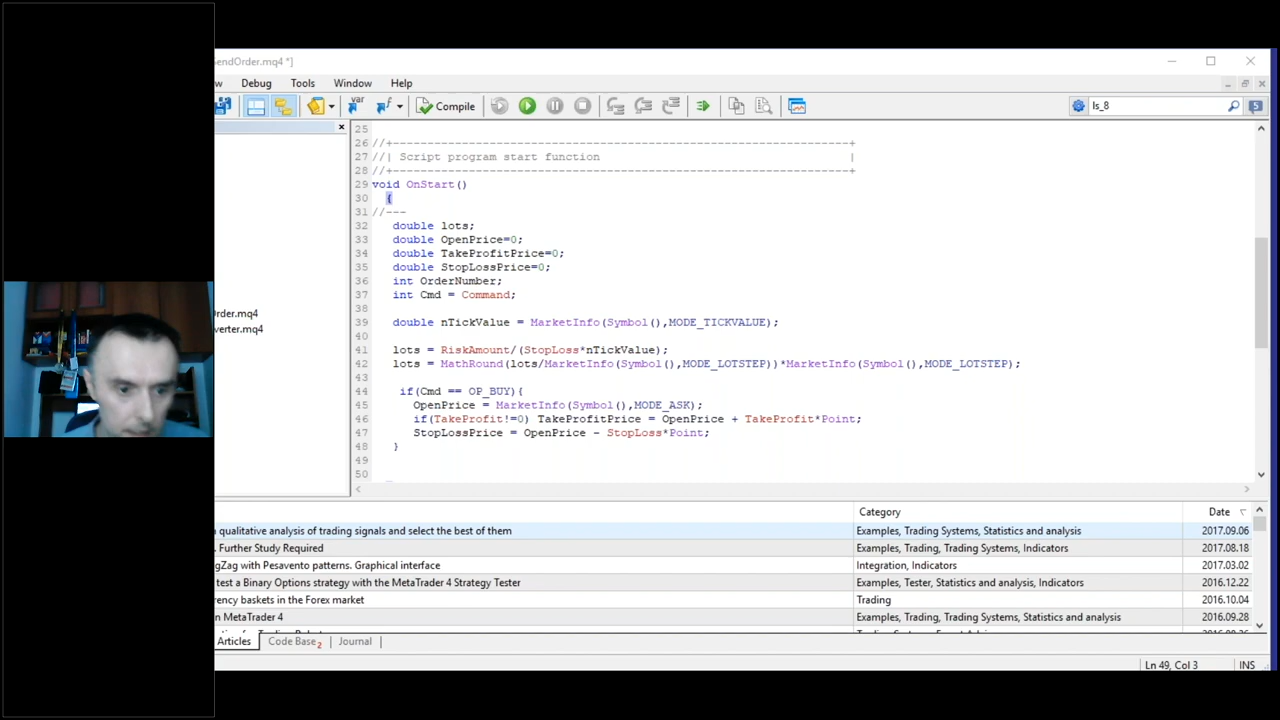 endOrder.mq4 *]
w Debug Tools Window Help
Compile
ls_8
25
26 //+------------------------------------------------------------------+
27 //| Script program start function |
28 //+------------------------------------------------------------------+
29 void OnStart()
30 {
31 //---
32 double lots;
33 double OpenPrice=0;
34 double TakeProfitPrice=0;
35 double StopLossPrice=0;
36 int OrderNumber;
37 int Cmd = Command;
38
39 double nTickValue = MarketInfo(Symbol(),MODE_TICKVALUE);
40
41 lots = RiskAmount/(StopLoss*nTickValue);
42 lots = MathRound(lots/MarketInfo(Symbol(),MODE_LOTSTEP))*MarketInfo(Symbol(),MODE_LOTSTEP);
43
44 if(Cmd == OP_BUY){
45 OpenPrice = MarketInfo(Symbol(),MODE_ASK);
46 if(TakeProfit!=0) TakeProfitPrice = OpenPrice + TakeProfit*Point;
47 StopLossPrice = OpenPrice - StopLoss*Point;
48 }
49
50
rder.mq4
verter.mq4
Category Date
qualitative analysis of trading signals and select the best of them Examples, Trading Systems, Statistics and analysis 2017.09.06
. Further Study Required Examples, Trading, Trading Systems, Indicators 2017.08.18
gZag with Pesavento patterns. Graphical interface Integration, Indicators 2017.03.02
test a Binary Options strategy with the MetaTrader 4 Strategy Tester Examples, Tester, Statistics and analysis, Indicators 2016.12.22
rency baskets in the Forex market Trading 2016.10.04
n MetaTrader 4 Examples, Trading, Trading Systems, Statistics and analysis 2016.09.28
Articles Code Base 2 Journal
Ln 49, Col 3 INS